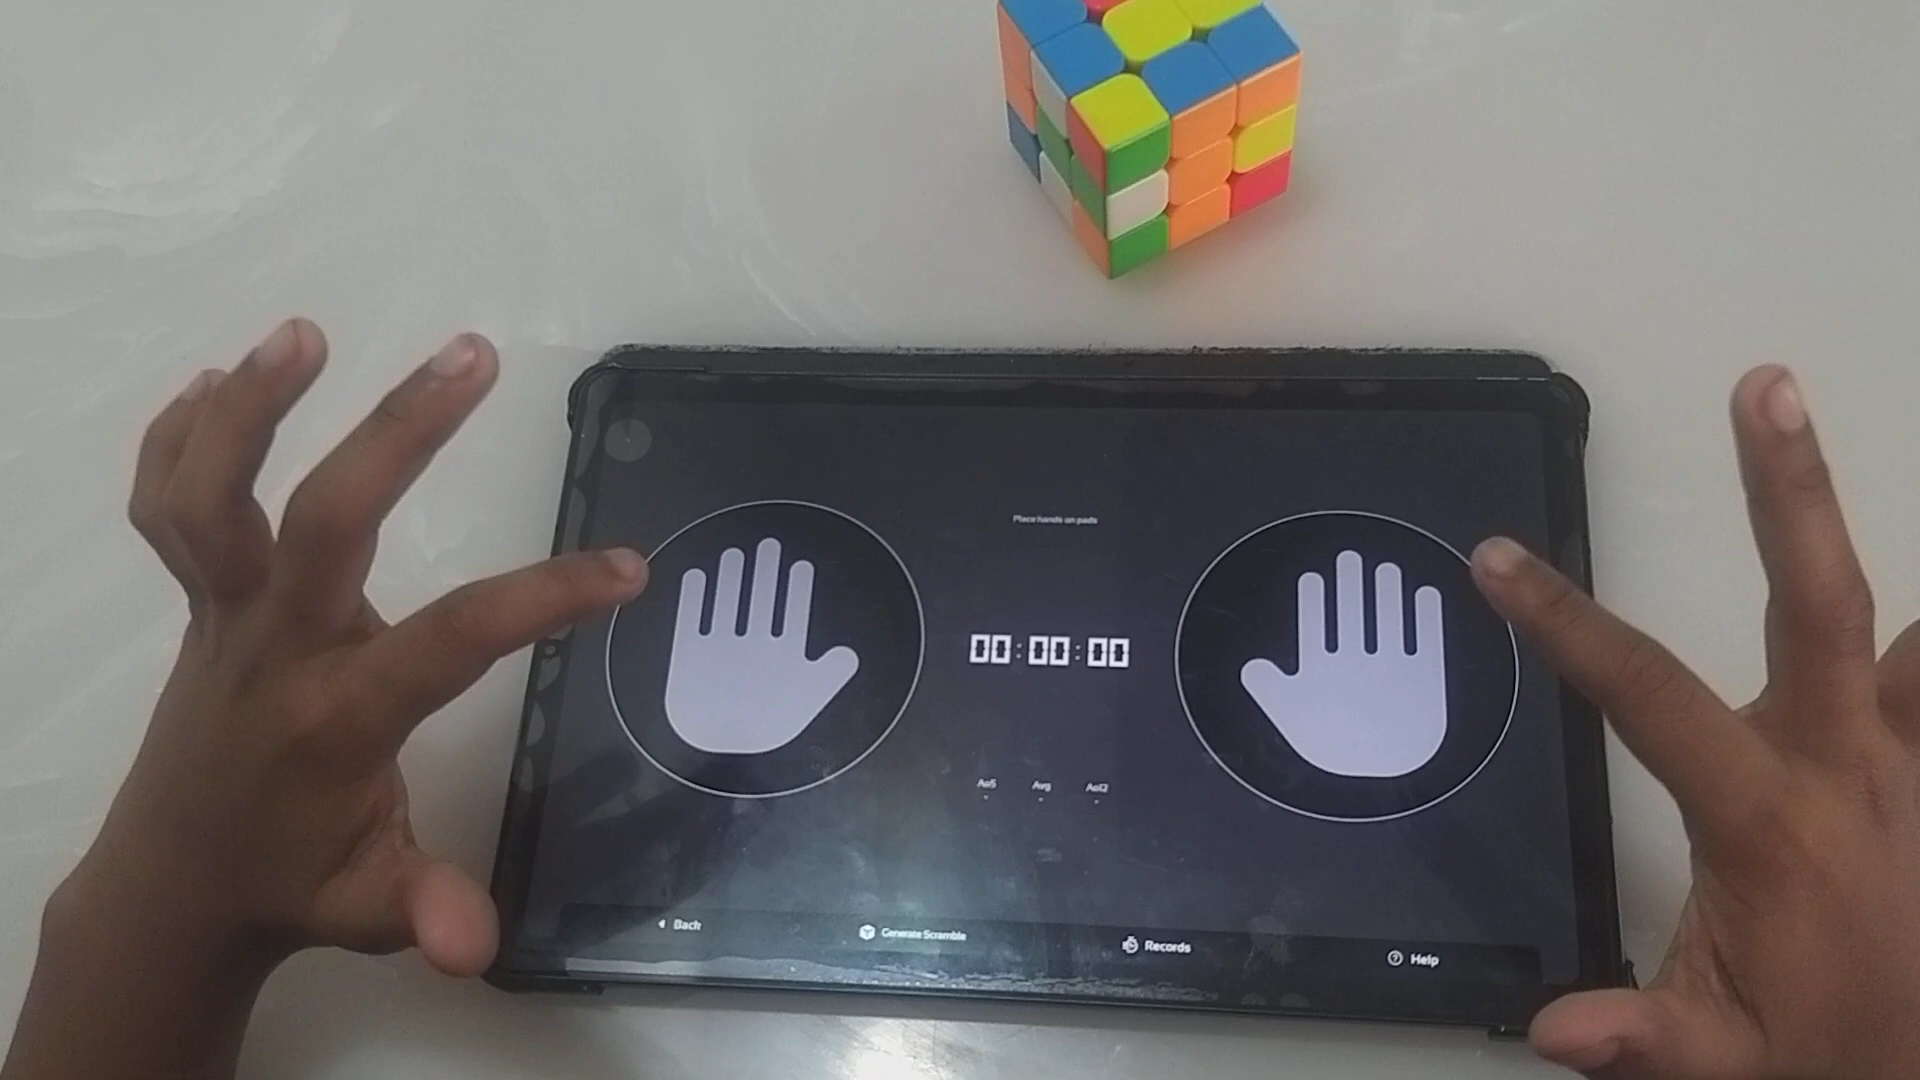 Place hands on pads
00:00:00
Ao5 Avg Ao12
Back Generate Scramble Records Help